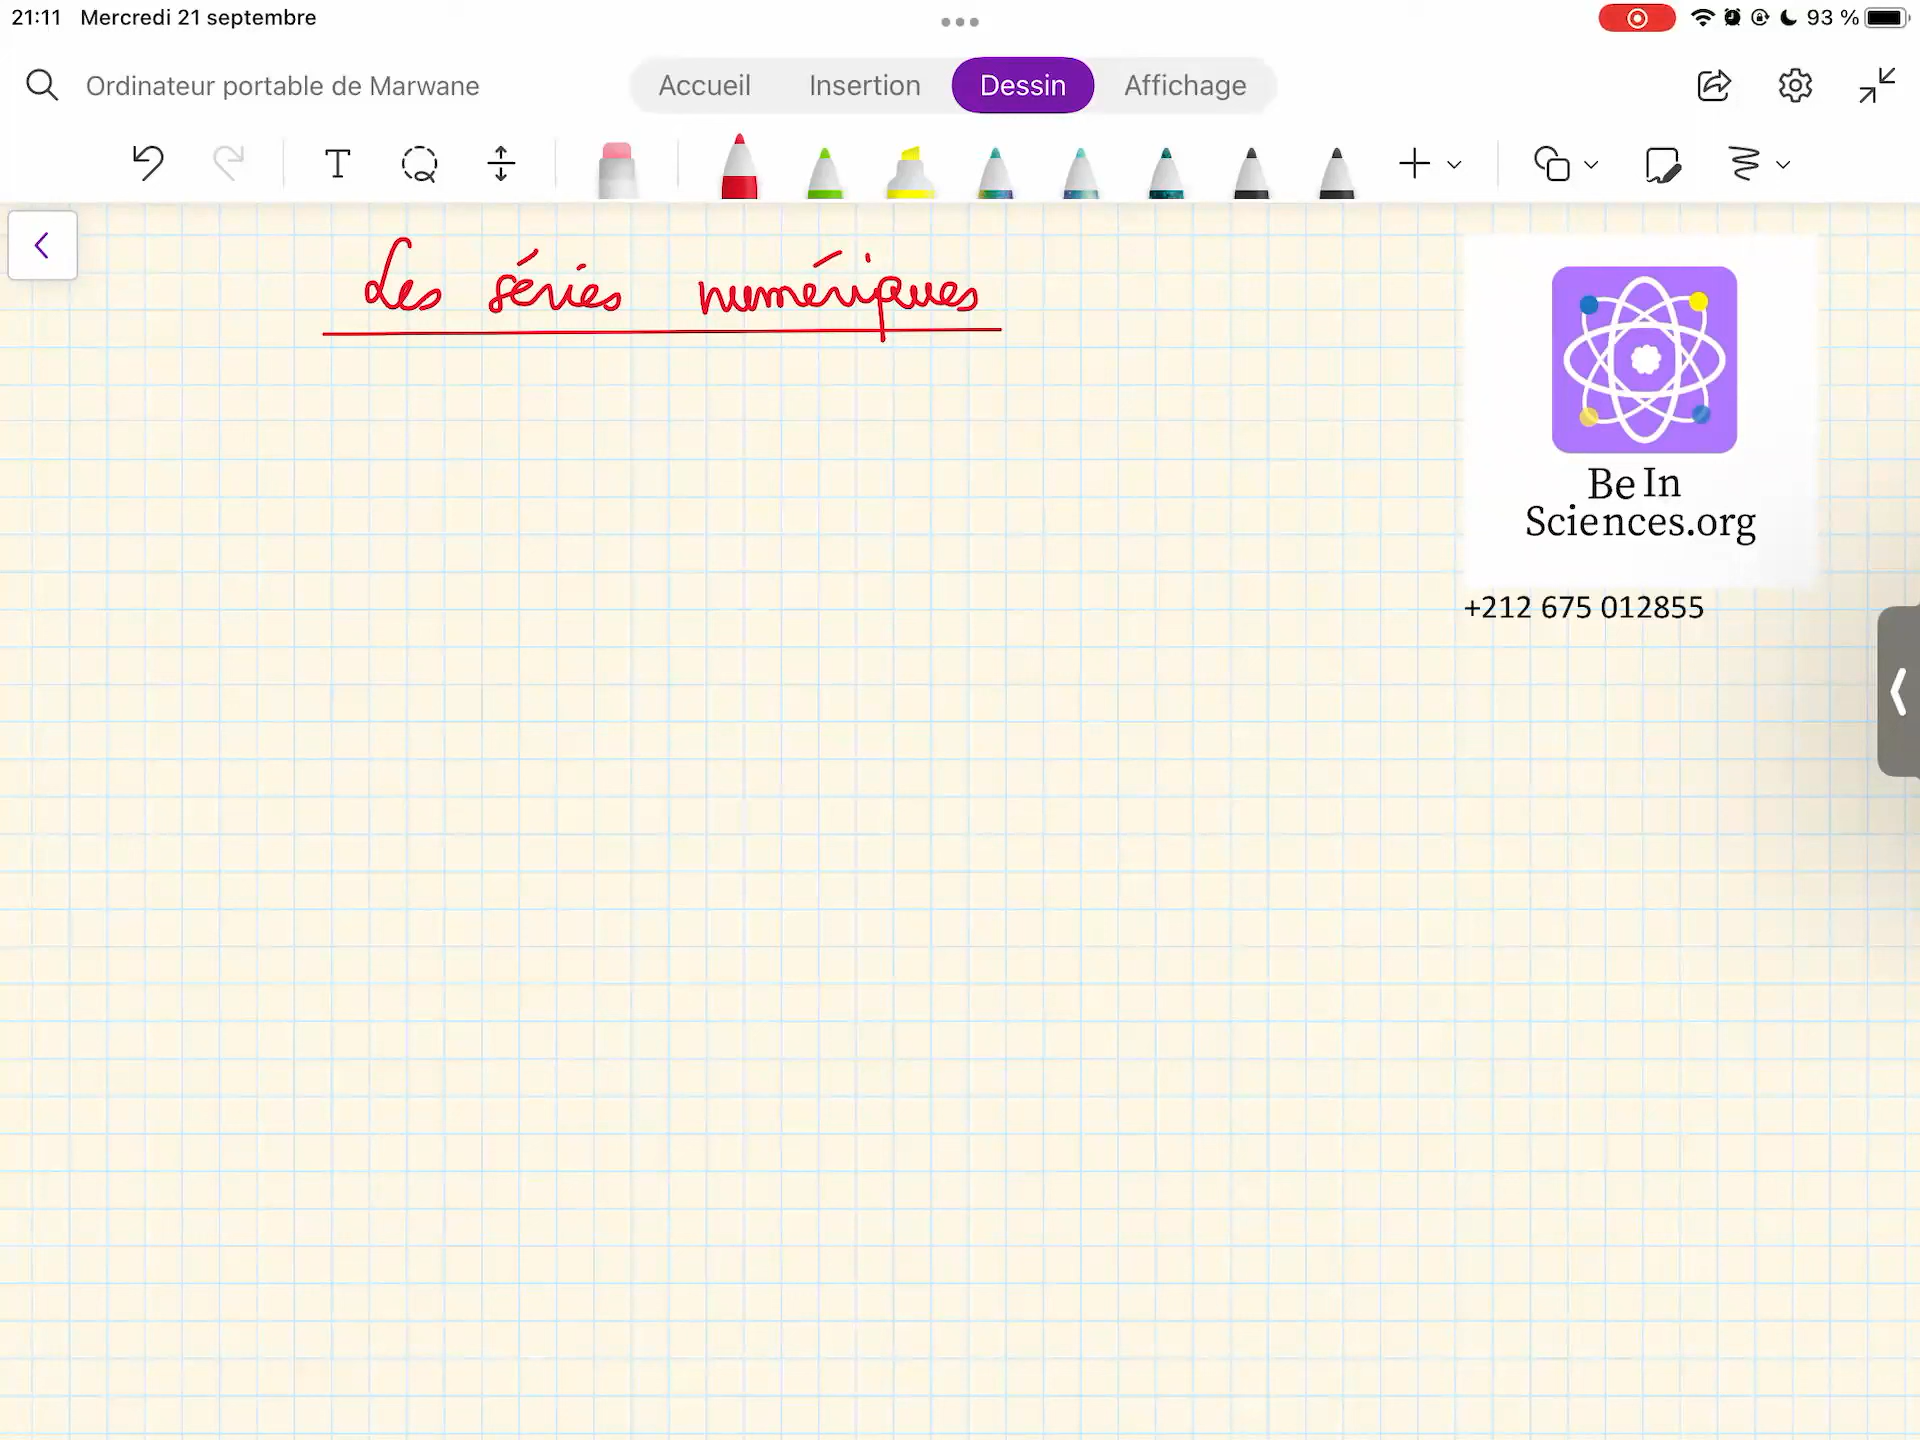 21:11 Mercredi 21 septembre
93 %
Ordinateur portable de Marwane
Accueil Insertion Dessin Affichage
T
Les séries numériques
Be In
Sciences.org
+212 675 012855